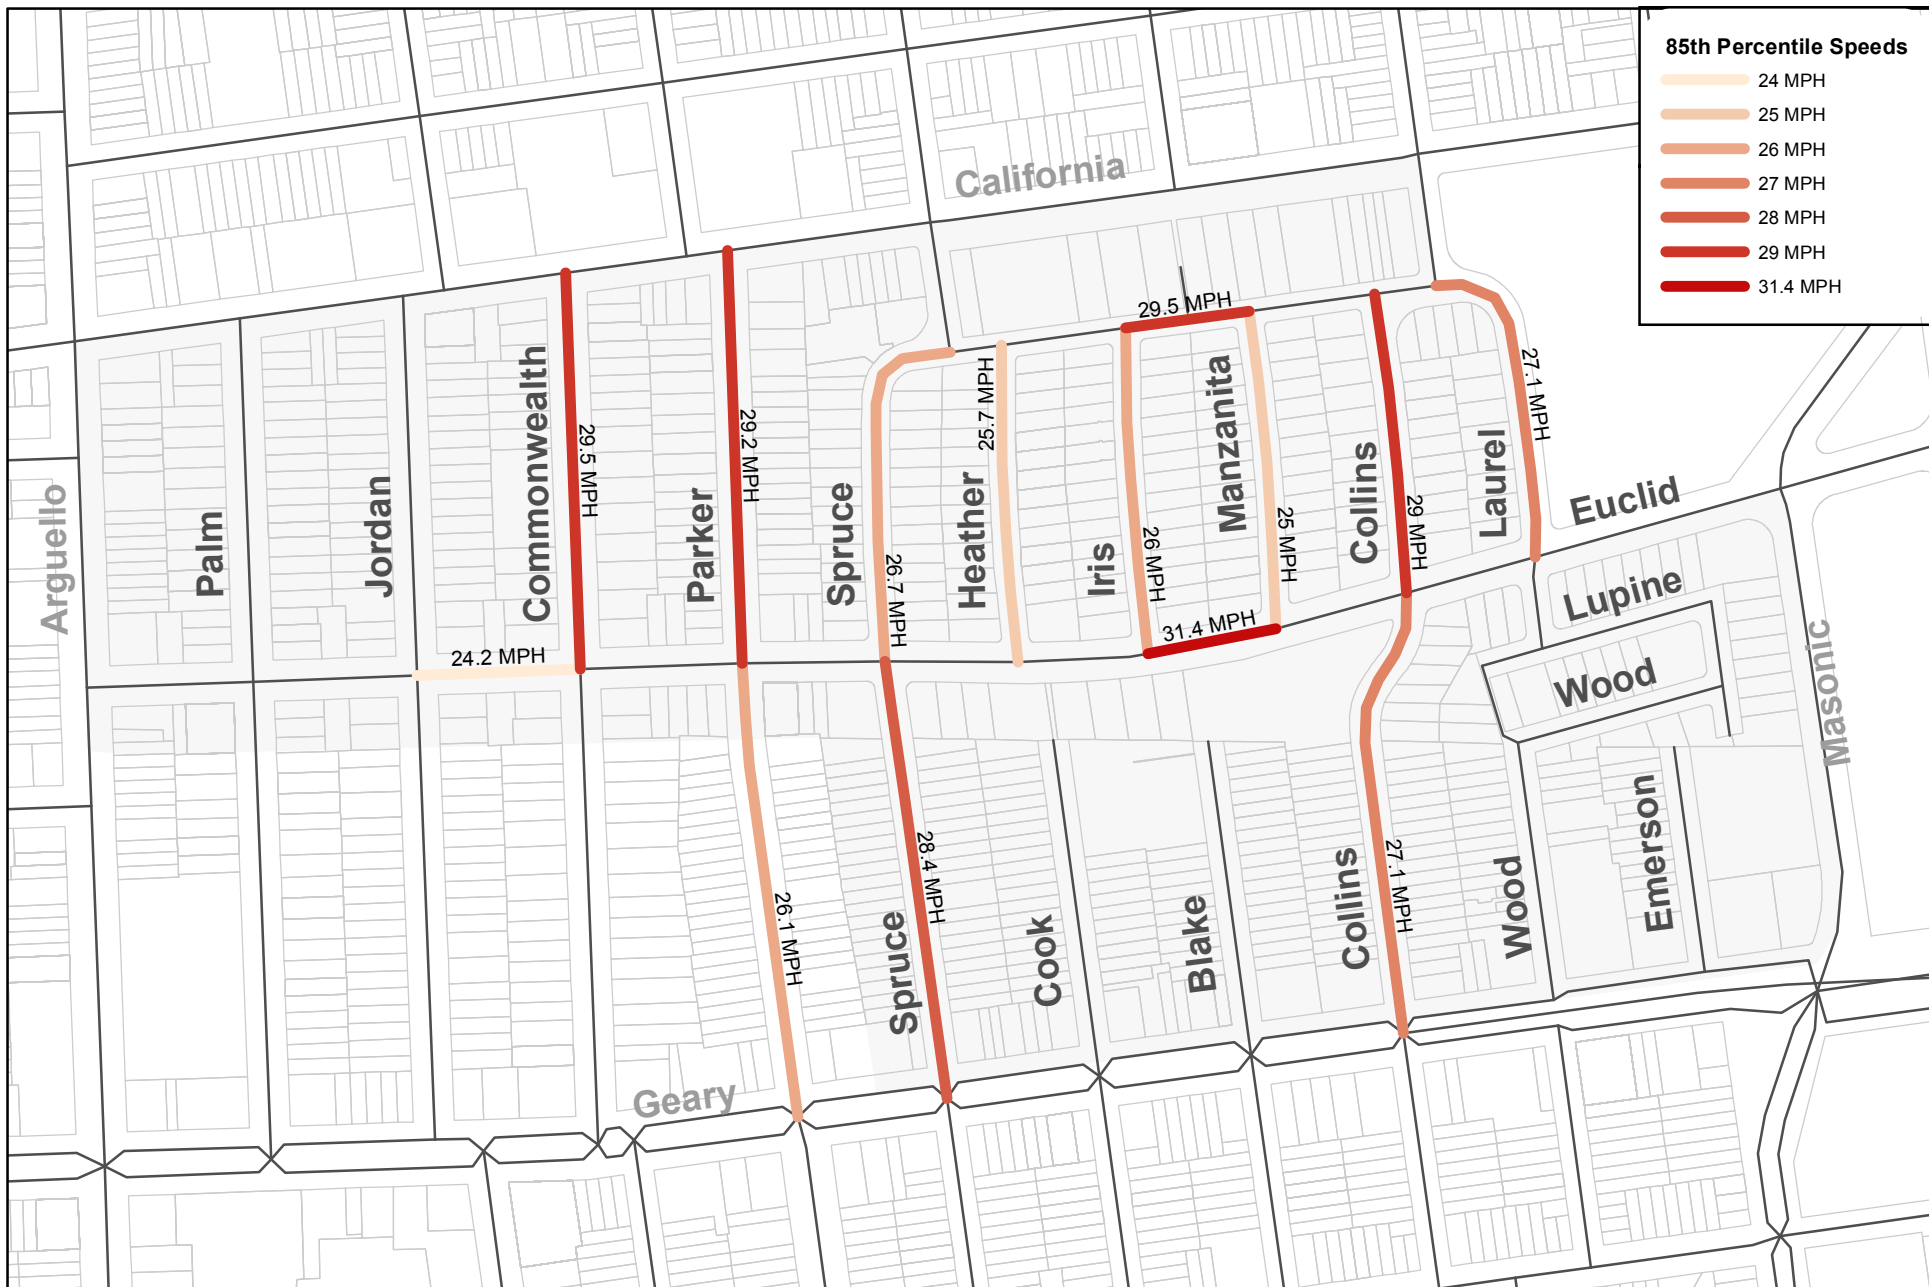 85th Percentile Speeds
24 MPH
25 MPH
26 MPH
27 MPH
28 MPH
29 MPH
31.4 MPH
California
29.5 MPH
27.1 MPH
Commonwealth
29.5 MPH
29.2 MPH
25.7 MPH
Manzanita
25 MPH
29 MPH
Arguello
Palm
Jordan
Parker
Spruce
26.7 MPH
Heather
Iris
26 MPH
Collins
Laurel
Euclid
Lupine
31.4 MPH
24.2 MPH
Wood
Masonic
26.1 MPH
Spruce
28.4 MPH
Cook
Blake
Collins
27.1 MPH
Wood
Emerson
Geary